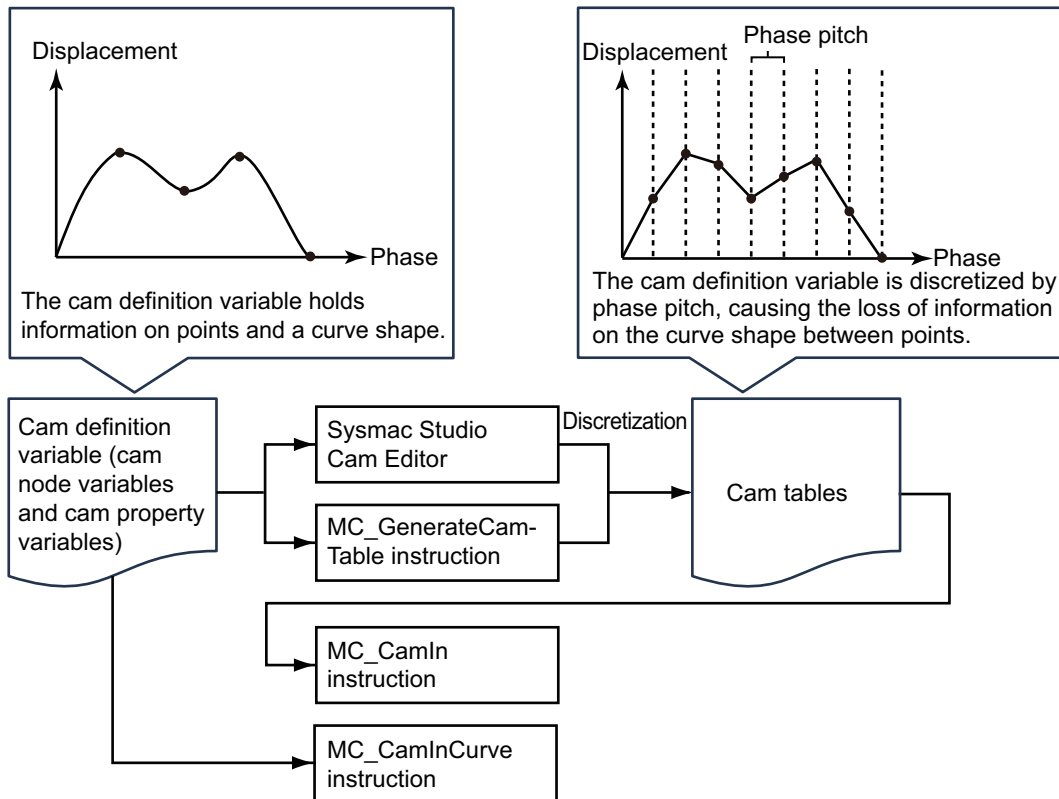 Displacement
Phase
The cam definition variable holds
information on points and a curve shape.
Phase pitch
Displacement
Phase
The cam definition variable is discretized by
phase pitch, causing the loss of information
on the curve shape between points.
Cam definition
variable (cam
node variables
and cam property
variables)
Sysmac Studio
Cam Editor
MC_GenerateCam-
Table instruction
Discretization
Cam tables
MC_CamIn
instruction
MC_CamInCurve
instruction